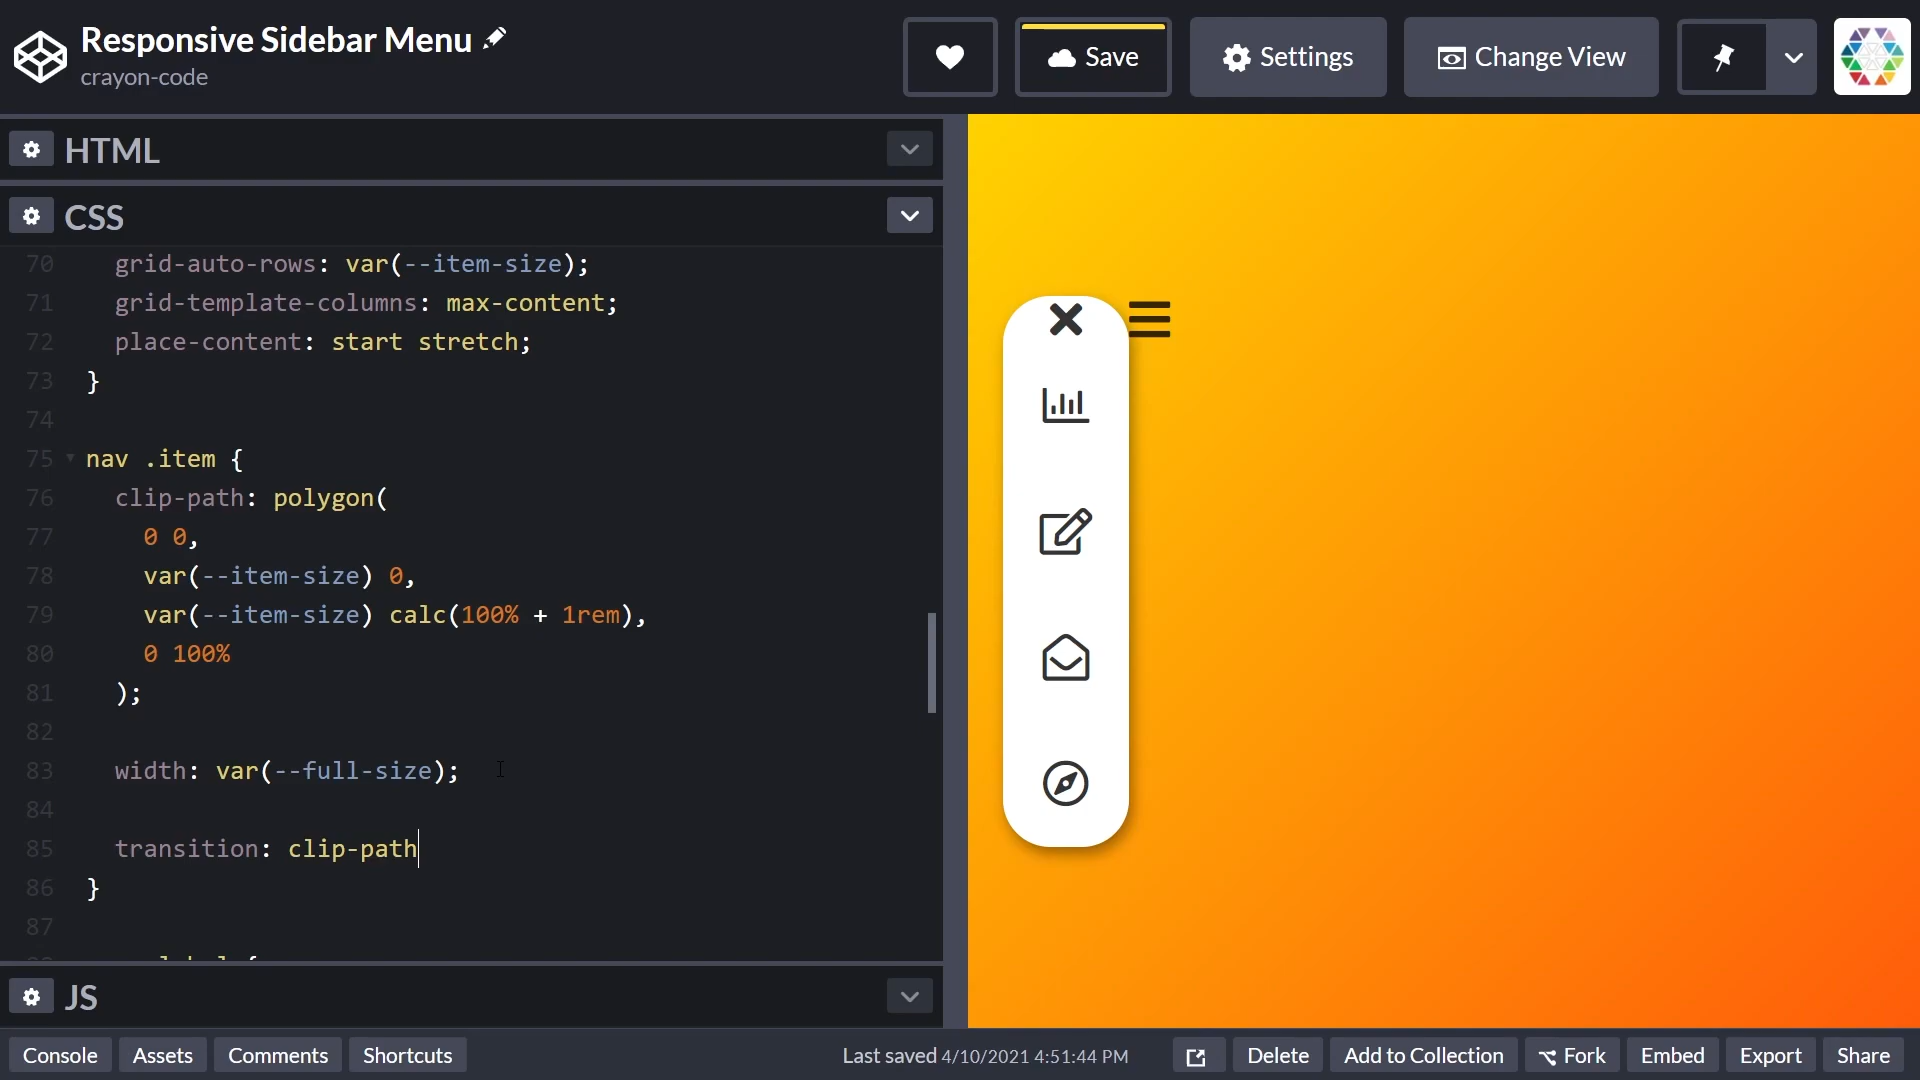 Responsive Sidebar Menu
crayon-code
Save
Settings
Change View
HTML
CSS
70 grid-auto-rows: var(--item-size);
71 grid-template-columns: max-content;
72 place-content: start stretch;
73 }
74
75 nav .item {
76 clip-path: polygon(
77 0 0,
78 var(--item-size) 0,
79 var(--item-size) calc(100% + 1rem),
80 0 100%
81 );
82
83 width: var(--full-size);
84
85 transition: clip-path
86 }
87
JS
Console Assets Comments Shortcuts Last saved 4/10/2021 4:51:44 PM Delete Add to Collection Fork Embed Export Share